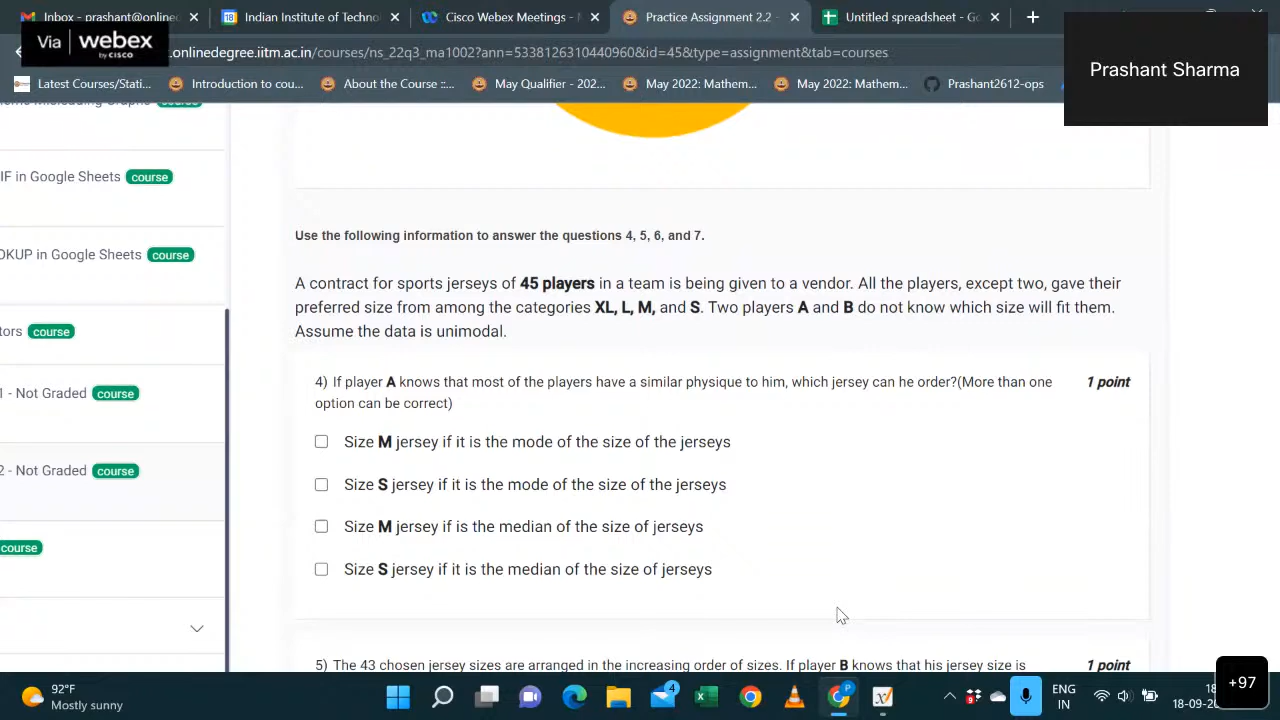 Inbox - prashant@onlinec
Indian Institute of Techno
Cisco Webex Meetings - I
Practice Assignment 2.2 -
Untitled spreadsheet - Go
Via webex
by CISCO
.onlinedegree.iitm.ac.in/courses/ns_22q3_ma1002?ann=5333126310440960&id=45&type=assignment&tab=courses
Prashant Sharma
Latest Courses/Stati...
Introduction to cou...
About the Course ::...
May Qualifier - 202...
May 2022: Mathem...
May 2022: Mathem...
Prashant2612-ops
Misleading Graphs course
IF in Google Sheets course
OKUP in Google Sheets course
tors course
1 - Not Graded course
2 - Not Graded course
course
Use the following information to answer the questions 4, 5, 6, and 7.
A contract for sports jerseys of 45 players in a team is being given to a vendor. All the players, except two, gave their
preferred size from among the categories XL, L, M, and S. Two players A and B do not know which size will fit them.
Assume the data is unimodal.
4) If player A knows that most of the players have a similar physique to him, which jersey can he order?(More than one
option can be correct)
1 point
Size M jersey if it is the mode of the size of the jerseys
Size S jersey if it is the mode of the size of the jerseys
Size M jersey if is the median of the size of jerseys
Size S jersey if it is the median of the size of jerseys
5) The 43 chosen jersey sizes are arranged in the increasing order of sizes. If player B knows that his jersey size is
1 point
92°F
Mostly sunny
4
ENG
IN
18
18-09-20
+97